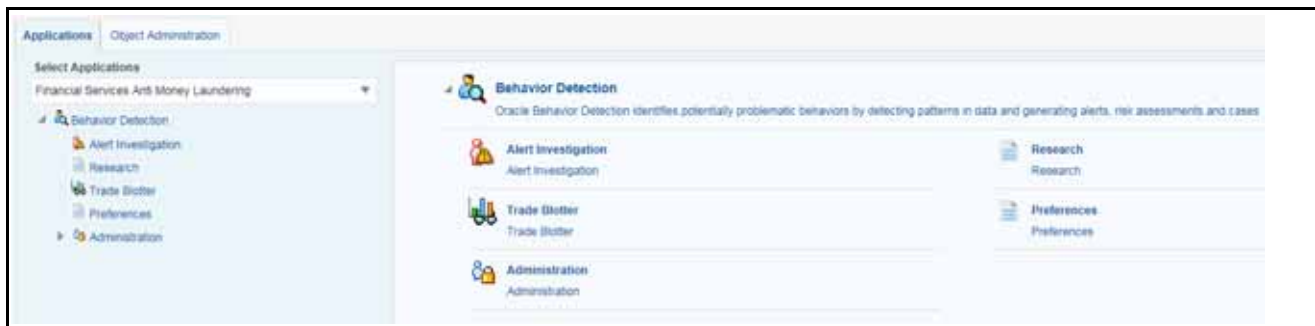 Applications Object Administration
Select Applications
Financial Services Anti Money Laundering
Behavior Detection
Alert Investigation
Research
Trade Blotter
Preferences
Administration
Behavior Detection
Oracle Behavior Detection identifies potentially problematic behaviors by detecting patterns in data and generating alerts, risk assessments and cases
Alert Investigation
Alert Investigation
Research
Research
Trade Blotter
Trade Blotter
Preferences
Preferences
Administration
Administration